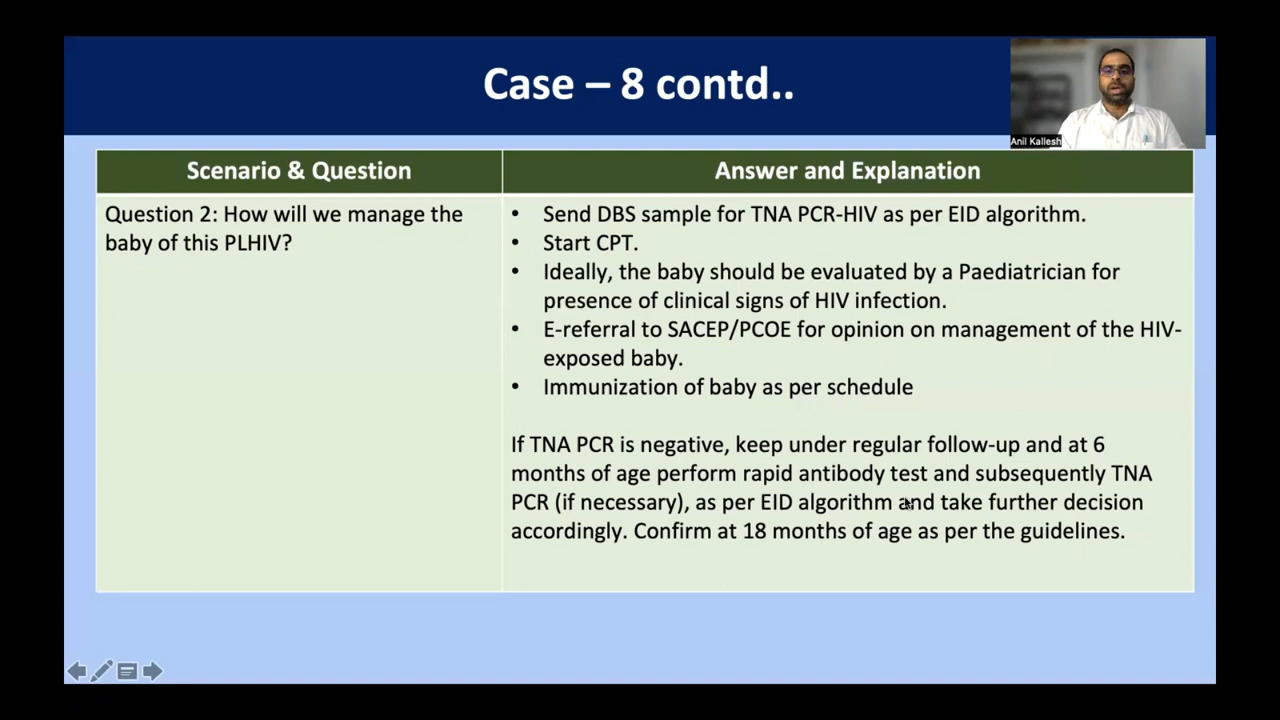 Case – 8 contd..
Anil Kallesh
Scenario & Question
Answer and Explanation
Question 2: How will we manage the
baby of this PLHIV?
• Send DBS sample for TNA PCR-HIV as per EID algorithm.
• Start CPT.
• Ideally, the baby should be evaluated by a Paediatrician for
presence of clinical signs of HIV infection.
• E-referral to SACEP/PCOE for opinion on management of the HIV-
exposed baby.
• Immunization of baby as per schedule
If TNA PCR is negative, keep under regular follow-up and at 6
months of age perform rapid antibody test and subsequently TNA
PCR (if necessary), as per EID algorithm and take further decision
accordingly. Confirm at 18 months of age as per the guidelines.